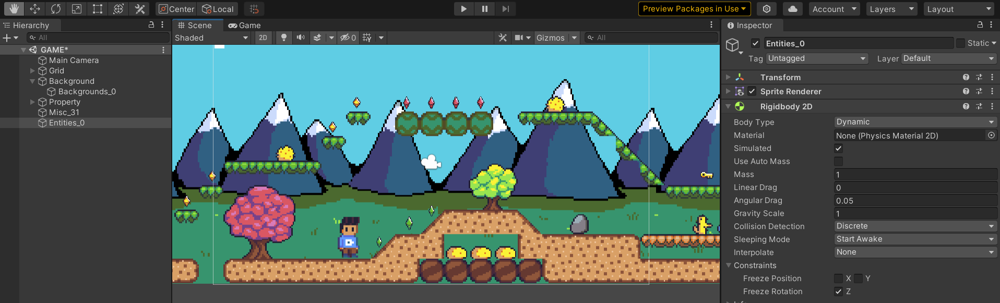 Center
Local
Preview Packages in Use
Account
Layers
Layout
Hierarchy
Scene
Game
Inspector
All
Shaded
2D
0
Gizmos
All
Entities_0
Static
Tag Untagged
Layer Default
GAME*
Main Camera
Grid
Background
Backgrounds_0
Property
Misc_31
Entities_0
Transform
Sprite Renderer
Rigidbody 2D
Body Type Dynamic
Material None (Physics Material 2D)
Simulated
Use Auto Mass
Mass 1
Linear Drag 0
Angular Drag 0.05
Gravity Scale 1
Collision Detection Discrete
Sleeping Mode Start Awake
Interpolate None
Constraints
Freeze Position X Y
Freeze Rotation Z